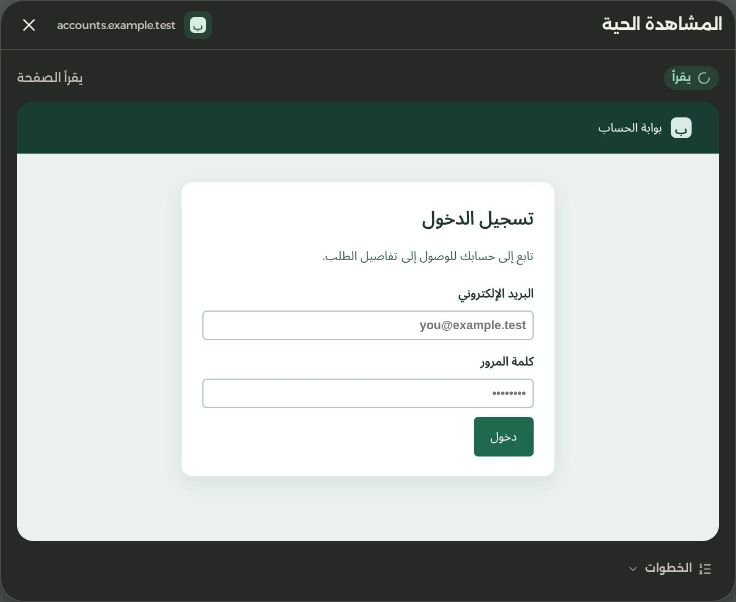 المشاهدة الحية
ب accounts.example.test
يقرأ
يقرأ الصفحة
ب بوابة الحساب
تسجيل الدخول
تابع إلى حسابك للوصول إلى تفاصيل الطلب.
البريد الإلكتروني
you@example.test
كلمة المرور
••••••••
دخول
الخطوات